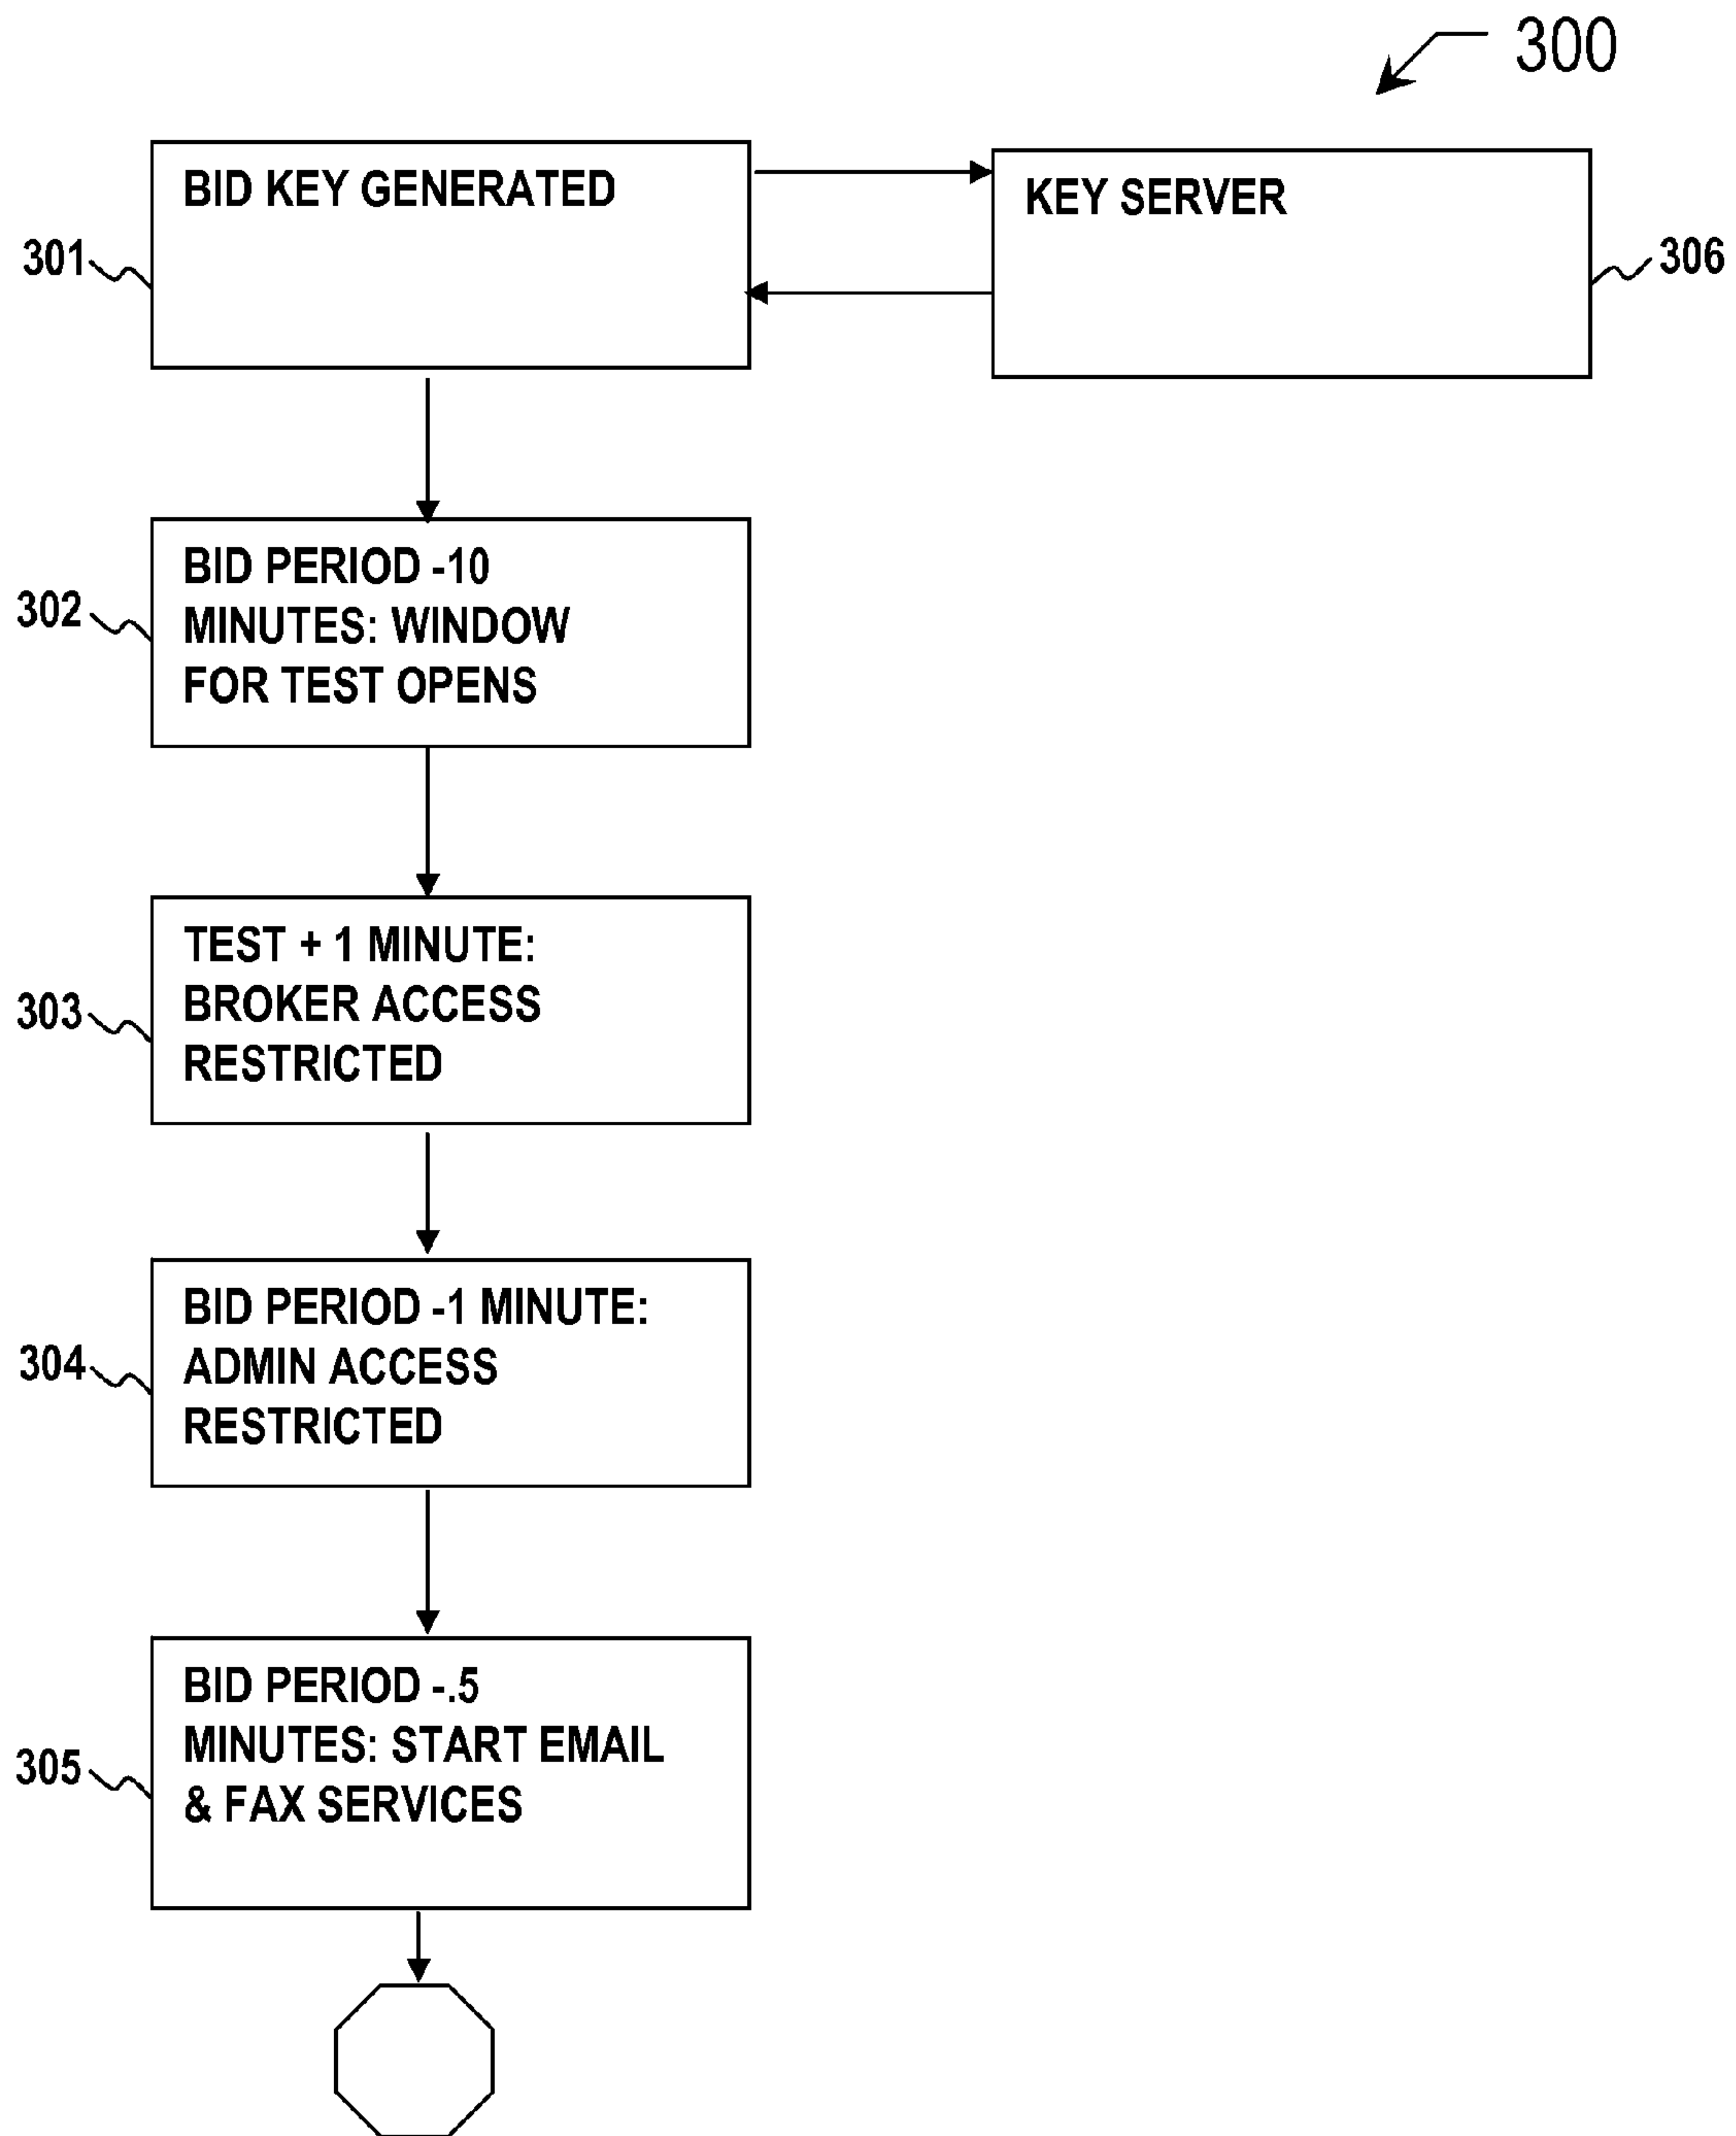 300
BID KEY GENERATED
KEY SERVER
301
306
BID PERIOD -10
MINUTES: WINDOW
FOR TEST OPENS
302
TEST + 1 MINUTE:
BROKER ACCESS
RESTRICTED
303
BID PERIOD -1 MINUTE:
ADMIN ACCESS
RESTRICTED
304
BID PERIOD -.5
MINUTES: START EMAIL
& FAX SERVICES
305